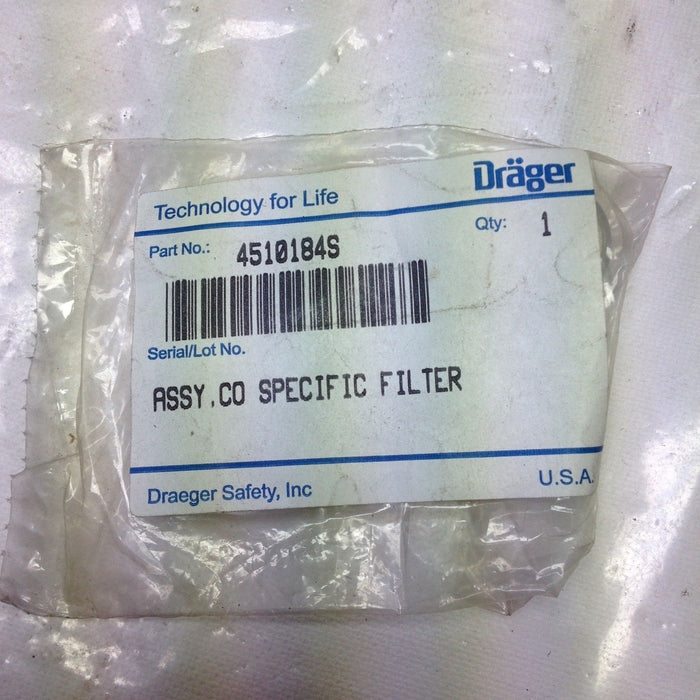 Dräger
Technology for Life
Part No.: 4510184S Qty: 1
Serial/Lot No.
ASSY,CO SPECIFIC FILTER
Draeger Safety, Inc U.S.A.